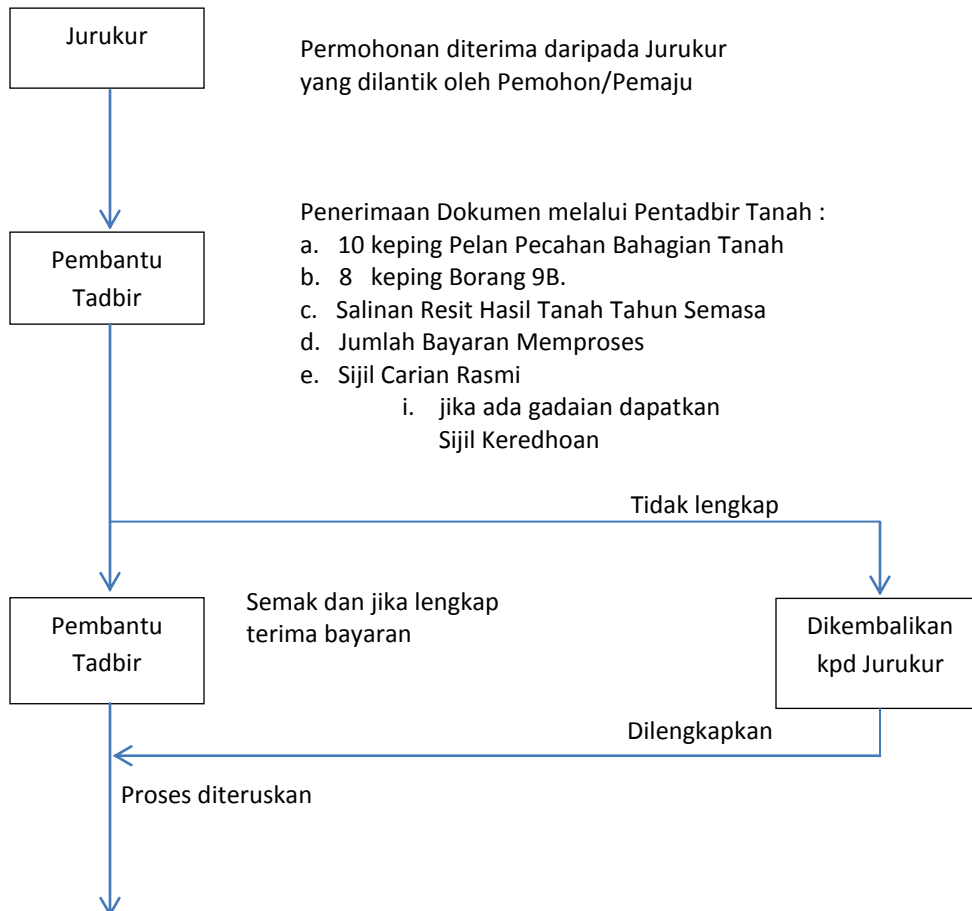 Jurukur
Permohonan diterima daripada Jurukur
yang dilantik oleh Pemohon/Pemaju
Penerimaan Dokumen melalui Pentadbir Tanah :
a. 10 keping Pelan Pecahan Bahagian Tanah
b. 8 keping Borang 9B.
c. Salinan Resit Hasil Tanah Tahun Semasa
d. Jumlah Bayaran Memproses
e. Sijil Carian Rasmi
i. jika ada gadaian dapatkan
Sijil Keredhoan
Pembantu
Tadbir
Tidak lengkap
Pembantu
Tadbir
Semak dan jika lengkap
terima bayaran
Dikembalikan
kpd Jurukur
Dilengkapkan
Proses diteruskan